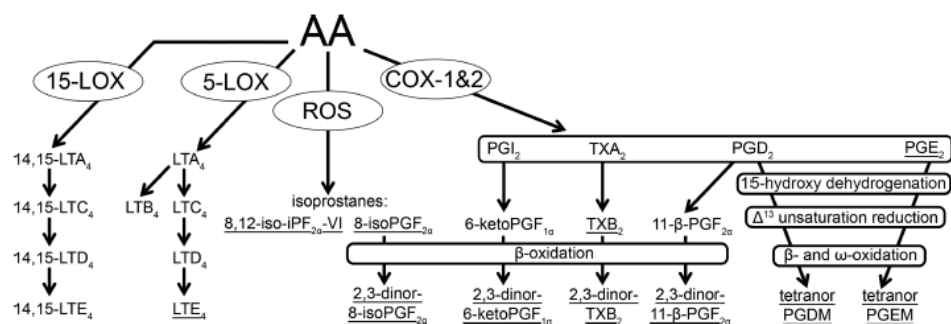 AA
15-LOX
5-LOX
ROS
COX-1&2
14,15-LTA₄
LTA₄
PGI₂
TXA₂
PGD₂
PGE₂
15-hydroxy dehydrogenation
isoprostanes:
14,15-LTC₄
LTB₄
LTC₄
8,12-iso-iPF₂α-VI
8-isoPGF₂α
6-ketoPGF₁α
TXB₂
11-β-PGF₂α
Δ¹³ unsaturation reduction
14,15-LTD₄
LTD₄
β-oxidation
β- and ω-oxidation
14,15-LTE₄
LTE₄
2,3-dinor-
8-isoPGF₂α
2,3-dinor-
6-ketoPGF₁α
2,3-dinor-
TXB₂
2,3-dinor-
11-β-PGF₂α
tetranor
PGDM
tetranor
PGEM